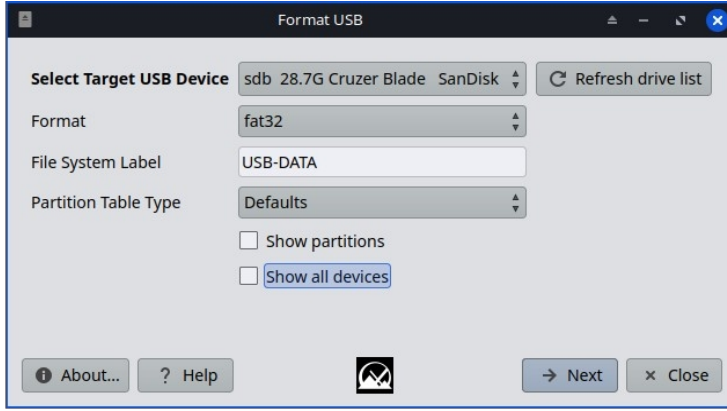 Format USB
Select Target USB Device sdb 28.7G Cruzer Blade SanDisk Refresh drive list
Format fat32
File System Label USB-DATA
Partition Table Type Defaults
Show partitions
Show all devices
About... ? Help Next Close